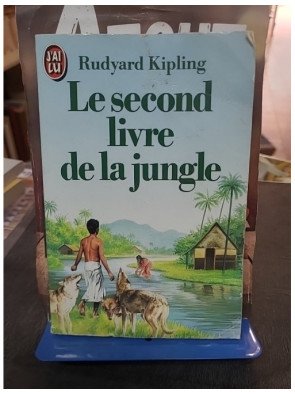 J'AI
LU
Rudyard Kipling
Le second
livre
de la jungle